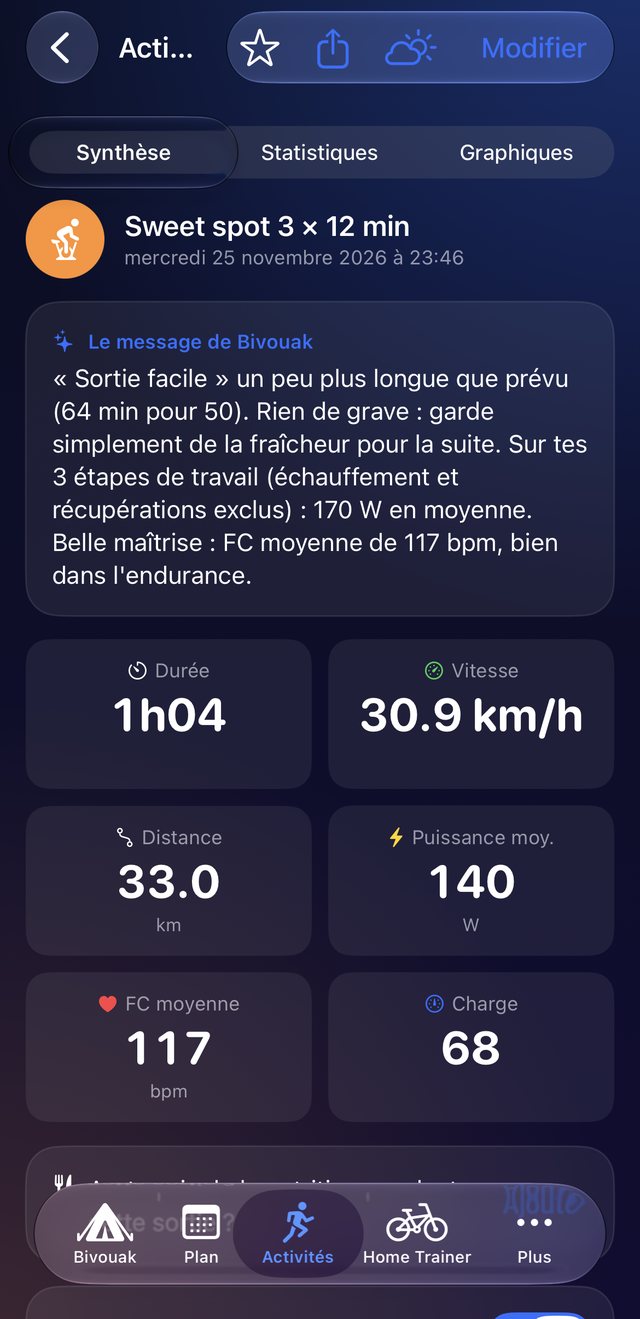 Acti...
Modifier
Synthèse
Statistiques
Graphiques
Sweet spot 3 × 12 min
mercredi 25 novembre 2026 à 23:46
Le message de Bivouak
« Sortie facile » un peu plus longue que prévu
(64 min pour 50). Rien de grave : garde
simplement de la fraîcheur pour la suite. Sur tes
3 étapes de travail (échauffement et
récupérations exclus) : 170 W en moyenne.
Belle maîtrise : FC moyenne de 117 bpm, bien
dans l'endurance.
Durée
1h04
Vitesse
30.9 km/h
Distance
33.0
km
Puissance moy.
140
W
FC moyenne
117
bpm
Charge
68
Bivouak
Plan
Activités
Home Trainer
Plus